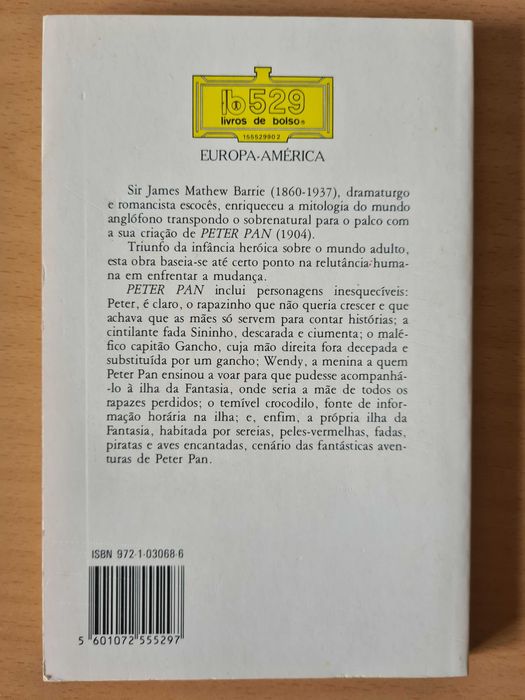 lb529
livros de bolso®
155529902
EUROPA-AMÉRICA
Sir James Mathew Barrie (1860-1937), dramaturgo
e romancista escocês, enriqueceu a mitologia do mundo
anglófono transpondo o sobrenatural para o palco com
a sua criação de PETER PAN (1904).
Triunfo da infância heróica sobre o mundo adulto,
esta obra baseia-se até certo ponto na relutância huma-
na em enfrentar a mudança.
PETER PAN inclui personagens inesquecíveis:
Peter, é claro, o rapazinho que não queria crescer e que
achava que as mães só servem para contar histórias; a
cintilante fada Sininho, descarada e ciumenta; o malé-
fico capitão Gancho, cuja mão direita fora decepada e
substituída por um gancho; Wendy, a menina a quem
Peter Pan ensinou a voar para que pudesse acompanhá-
-lo à ilha da Fantasia, onde seria a mãe de todos os
rapazes perdidos; o temível crocodilo, fonte de infor-
mação horária na ilha; e, enfim, a própria ilha da
Fantasia, habitada por sereias, peles-vermelhas, fadas,
piratas e aves encantadas, cenário das fantásticas aven-
turas de Peter Pan.
ISBN 972-1-03068-6
5 601072 555297